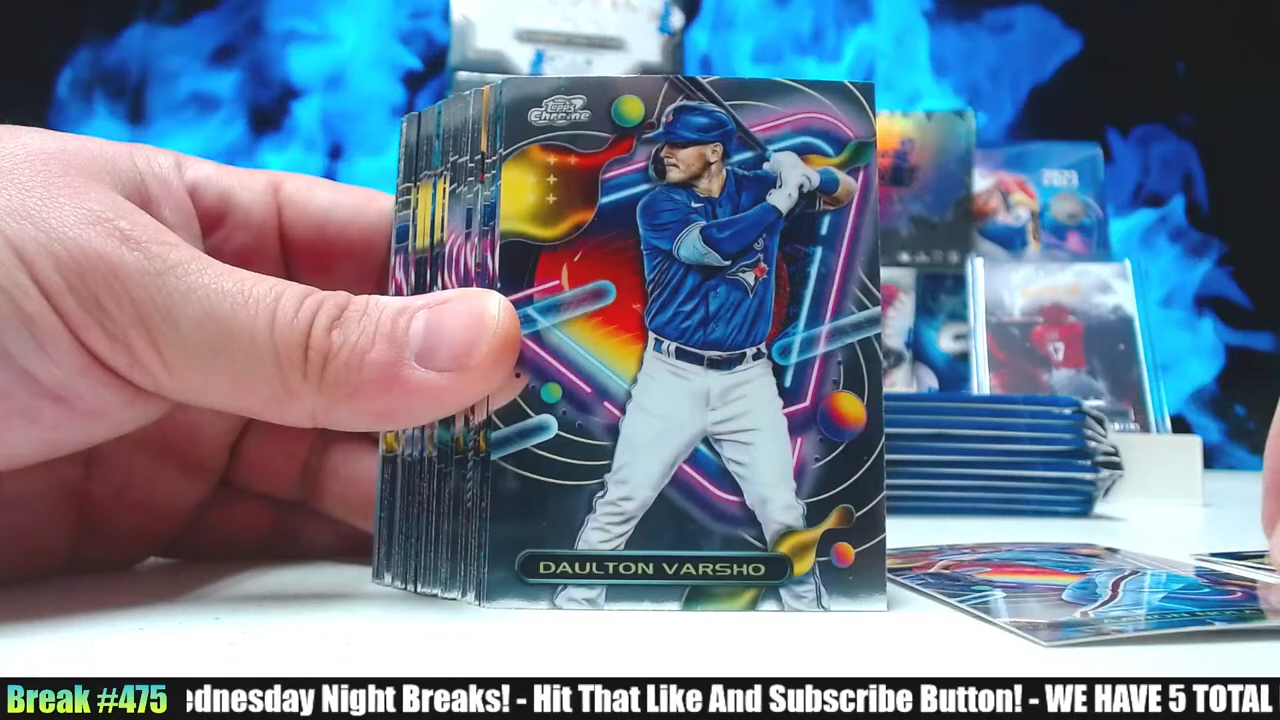 Topps
Chrome
2023
17
DAULTON VARSHO
Break #475
ednesday Night Breaks! - Hit That Like And Subscribe Button! - WE HAVE 5 TOTAL